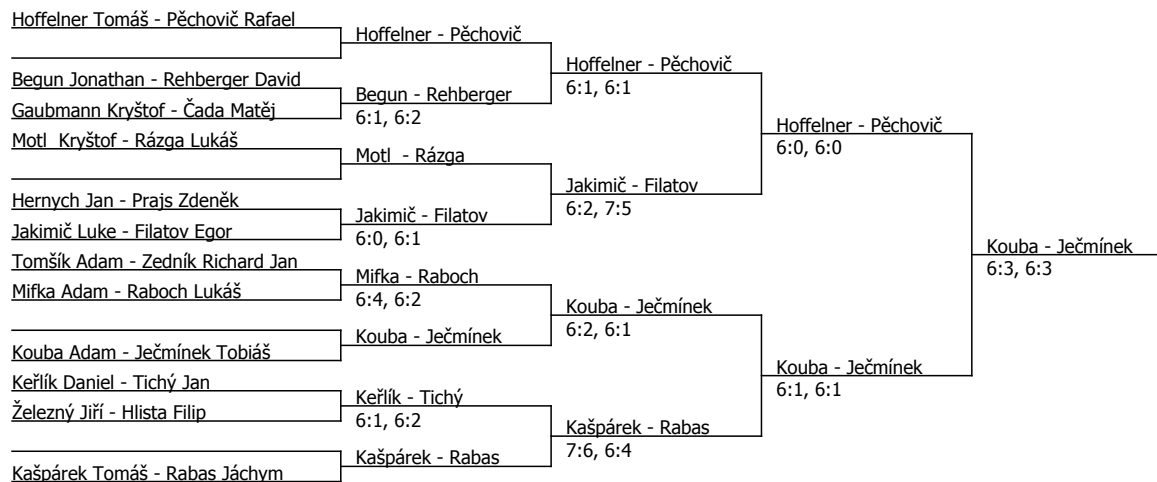 Hoffelner Tomáš - Pěchovič Rafael
Begun Jonathan - Rehberger David
Gaubmann Kryštof - Čada Matěj
Motl  Kryštof - Rázga Lukáš
Hernych Jan - Prajs Zdeněk
Jakimič Luke - Filatov Egor
Tomšík Adam - Zedník Richard Jan
Mifka Adam - Raboch Lukáš
Kouba Adam - Ječmínek Tobiáš
Keřlík Daniel - Tichý Jan
Železný Jiří - Hlista Filip
Kašpárek Tomáš - Rabas Jáchym
Hoffelner - Pěchovič
Begun - Rehberger
6:1, 6:2
Motl  - Rázga
Jakimič - Filatov
6:0, 6:1
Mifka - Raboch
6:4, 6:2
Kouba - Ječmínek
Keřlík - Tichý
6:1, 6:2
Kašpárek - Rabas
Hoffelner - Pěchovič
6:1, 6:1
Jakimič - Filatov
6:2, 7:5
Kouba - Ječmínek
6:2, 6:1
Kašpárek - Rabas
7:6, 6:4
Hoffelner - Pěchovič
6:0, 6:0
Kouba - Ječmínek
6:1, 6:1
Kouba - Ječmínek
6:3, 6:3